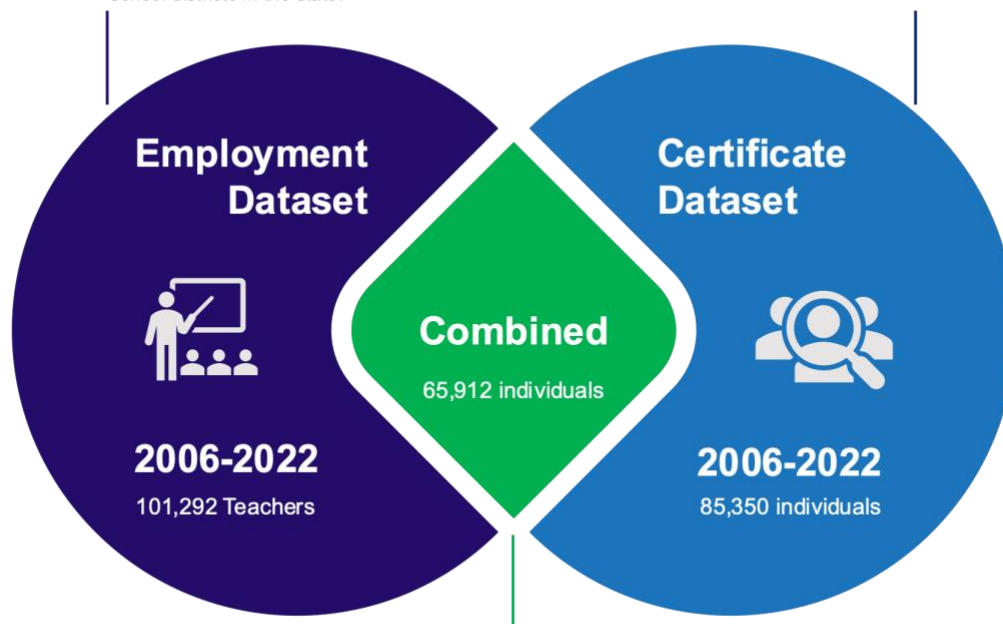 Employment
Dataset
2006-2022
101,292 Teachers
Combined
65,912 individuals
Certificate
Dataset
2006-2022
85,350 individuals